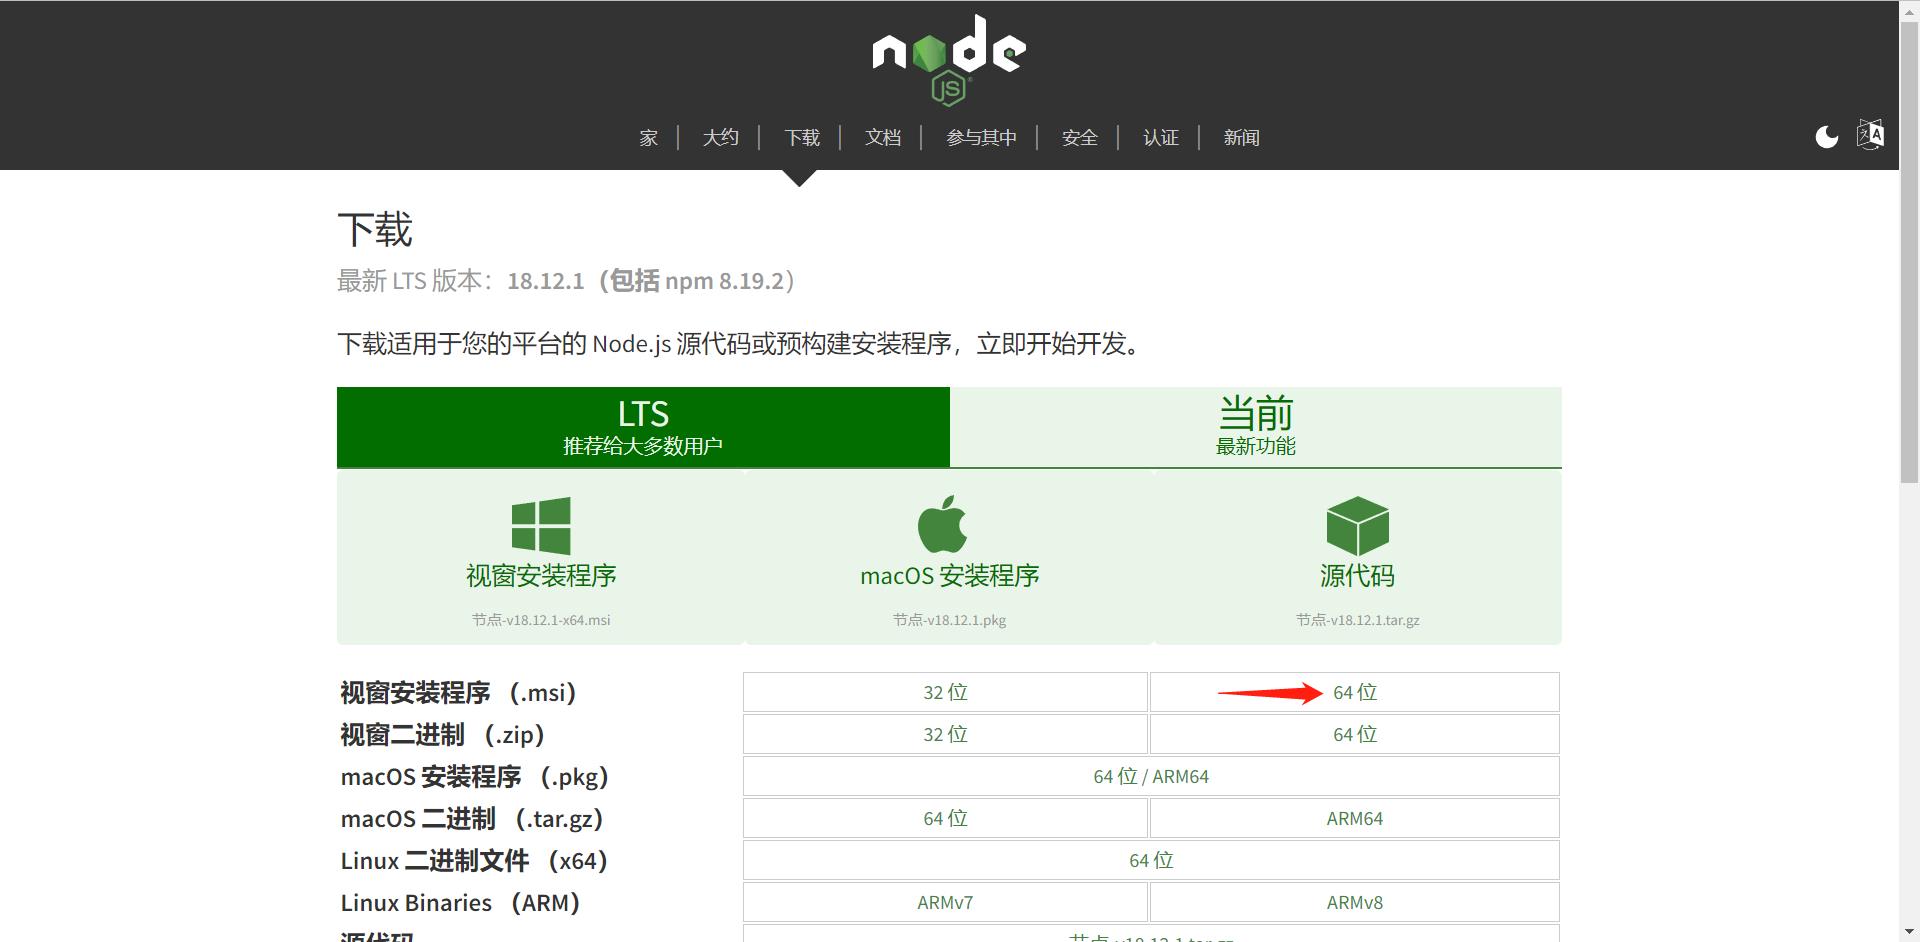 node
JS
家 大约 下载 文档 参与其中 安全 认证 新闻
下载
最新 LTS 版本：18.12.1（包括 npm 8.19.2）
下载适用于您的平台的 Node.js 源代码或预构建安装程序，立即开始开发。
LTS
推荐给大多数用户
当前
最新功能
视窗安装程序
节点-v18.12.1-x64.msi
macOS 安装程序
节点-v18.12.1.pkg
源代码
节点-v18.12.1.tar.gz
视窗安装程序 （.msi） 32 位 64 位
视窗二进制 （.zip） 32 位 64 位
macOS 安装程序 （.pkg） 64 位 / ARM64
macOS 二进制 （.tar.gz） 64 位 ARM64
Linux 二进制文件 （x64） 64 位
Linux Binaries （ARM） ARMv7 ARMv8
源代码 节点-v18.12.1.tar.gz